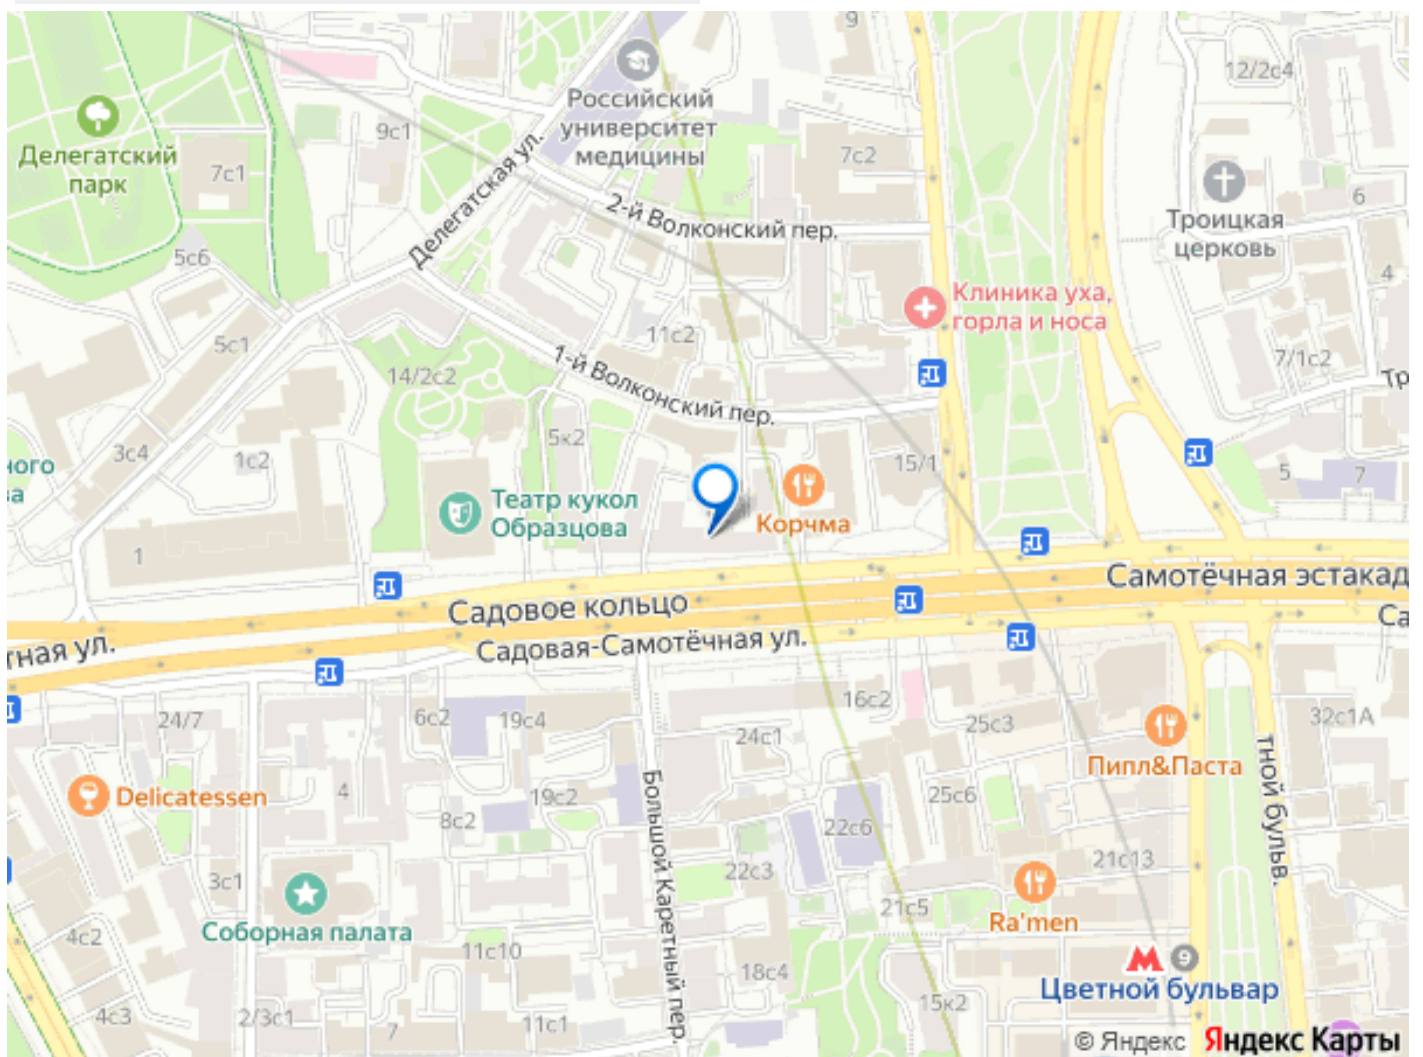 9
12/2с4
Российский
университет
медицины
9с1
Делегатский
парк
7с1
7с2
Делегатская ул.
2-й Волконский пер.
Троицкая
церковь
6
5с6
4
Клиника уха,
горла и носа
11с2
5с1
14/2с2
1-й Волконский пер.
7/1с2
Тр
5к2
3с4
1с2
15/1
5
7
ного
ва
Театр кукол
Образцова
Корчма
1
Самотёчная эстакад
Садовое кольцо
Са
тная ул.
Садовая-Самотёчная ул.
16с2
24/7
6с2
19с4
24с1
25с3
32с1А
Пипл&Паста
тной бульв.
Delicatessen
4
19с2
8с2
25с6
22с6
Большой Каретный пер.
21с13
22с3
3с1
21с5
Ra'men
Соборная палата
4с2
11с10
18с4
9
Цветной бульвар
15к2
4с3
2/3с1
7
11с1
© Яндекс Яндекс Карты